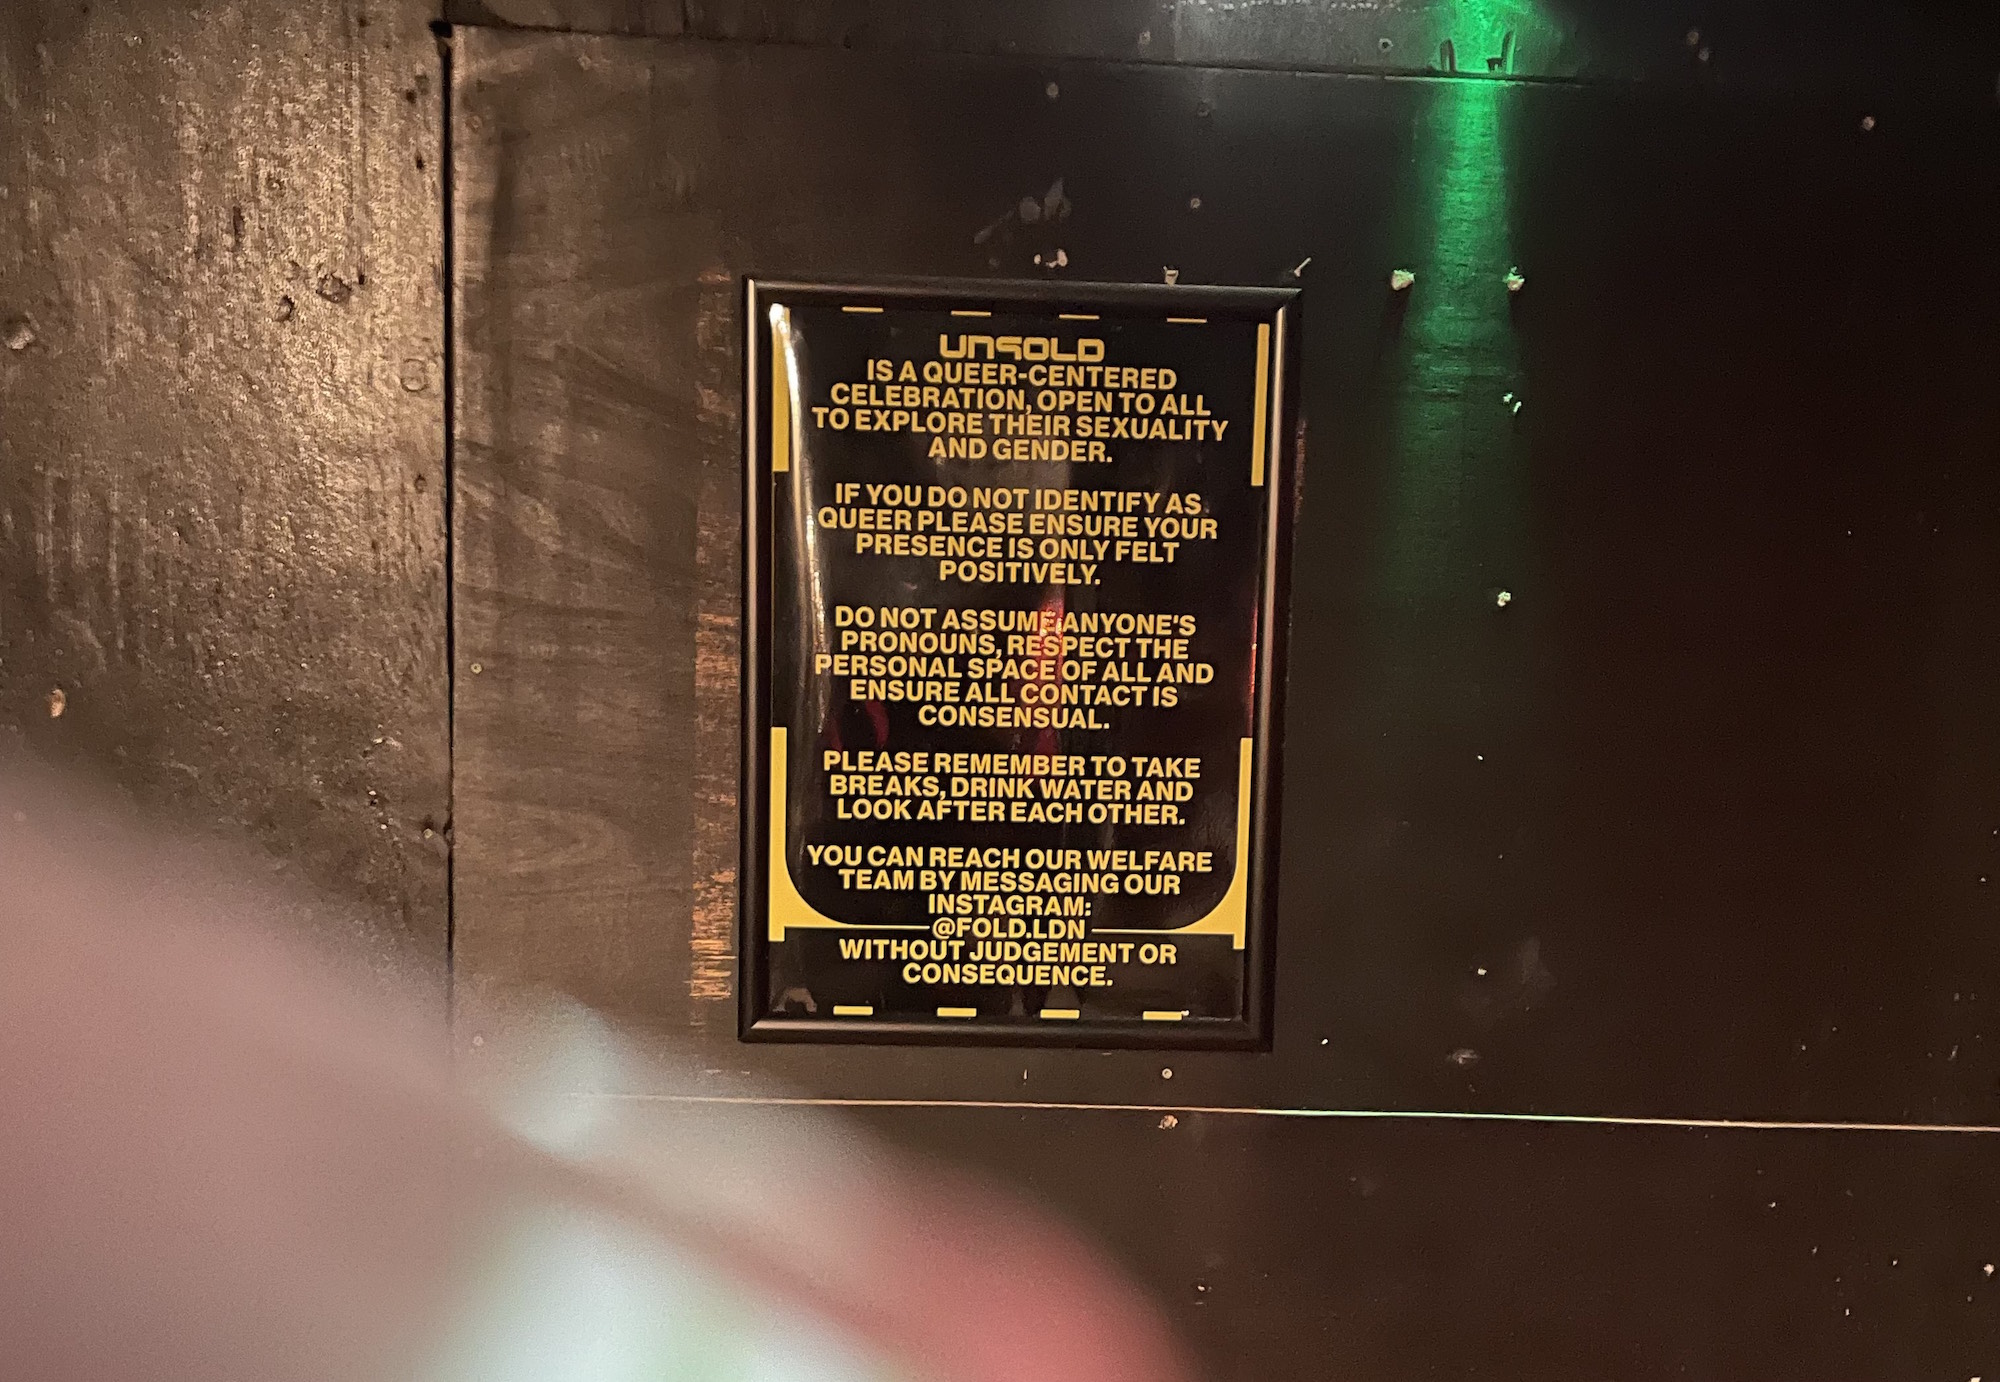 UNFOLD
IS A QUEER-CENTERED
CELEBRATION, OPEN TO ALL
TO EXPLORE THEIR SEXUALITY
AND GENDER.
IF YOU DO NOT IDENTIFY AS
QUEER PLEASE ENSURE YOUR
PRESENCE IS ONLY FELT
POSITIVELY.
DO NOT ASSUME ANYONE'S
PRONOUNS, RESPECT THE
PERSONAL SPACE OF ALL AND
ENSURE ALL CONTACT IS
CONSENSUAL.
PLEASE REMEMBER TO TAKE
BREAKS, DRINK WATER AND
LOOK AFTER EACH OTHER.
YOU CAN REACH OUR WELFARE
TEAM BY MESSAGING OUR
INSTAGRAM:
@FOLD.LDN
WITHOUT JUDGEMENT OR
CONSEQUENCE.